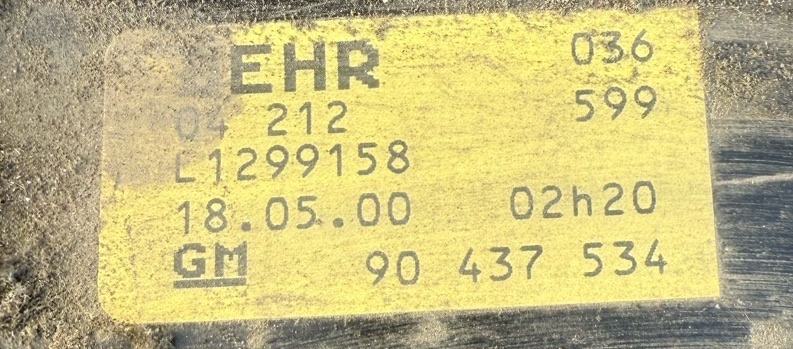 EHR 036
04 212 599
L1299158
18.05.00 02h20
GM 90 437 534